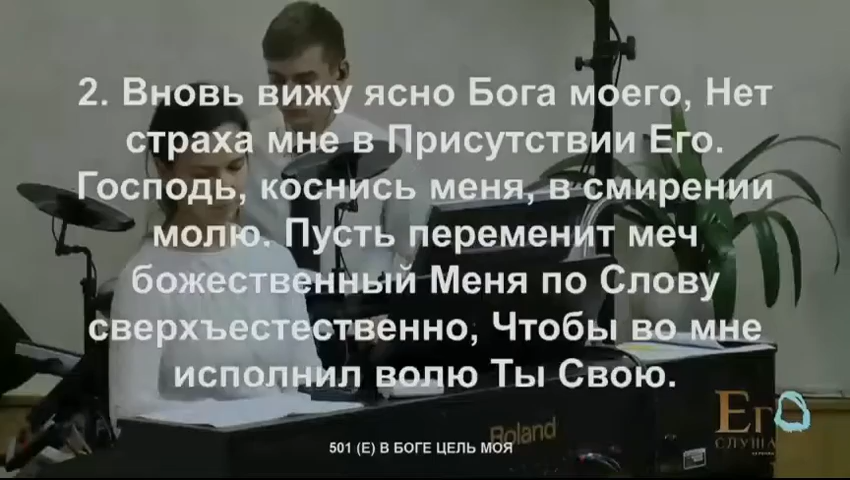 2. Вновь вижу ясно Бога моего, Нет
страха мне в Присутствии Его.
Господь, коснись меня, в смирении
молю. Пусть переменит меч
божественный Меня по Слову
сверхъестественно, Чтобы во мне
исполнил волю Ты Свою.
Roland
501 (Е) В БОГЕ ЦЕЛЬ МОЯ
Его
СЛУША